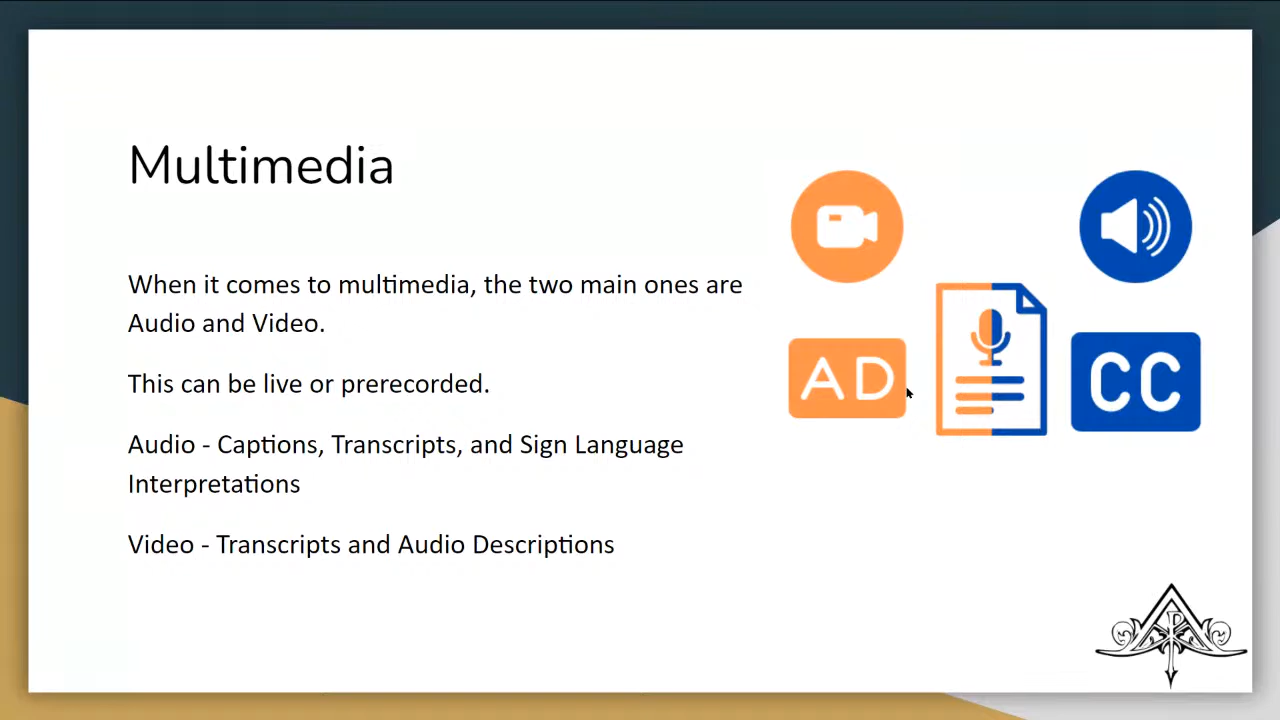 Multimedia
When it comes to multimedia, the two main ones are
Audio and Video.
This can be live or prerecorded.
Audio - Captions, Transcripts, and Sign Language
Interpretations
Video - Transcripts and Audio Descriptions
AD
CC